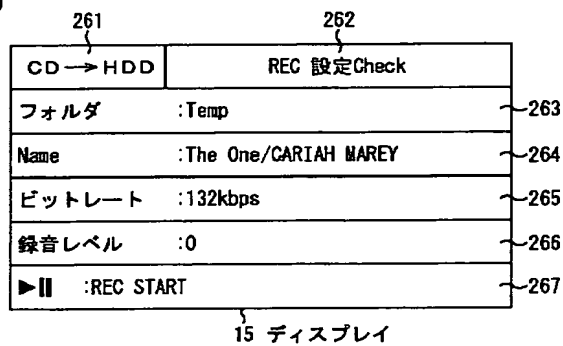 261 262
CD→HDD REC 設定Check
フォルダ :Temp 263
Name :The One/CARIAH MAREY 264
ビットレート :132kbps 265
録音レベル :0 266
▶‖ :REC START 267
15 ディスプレイ